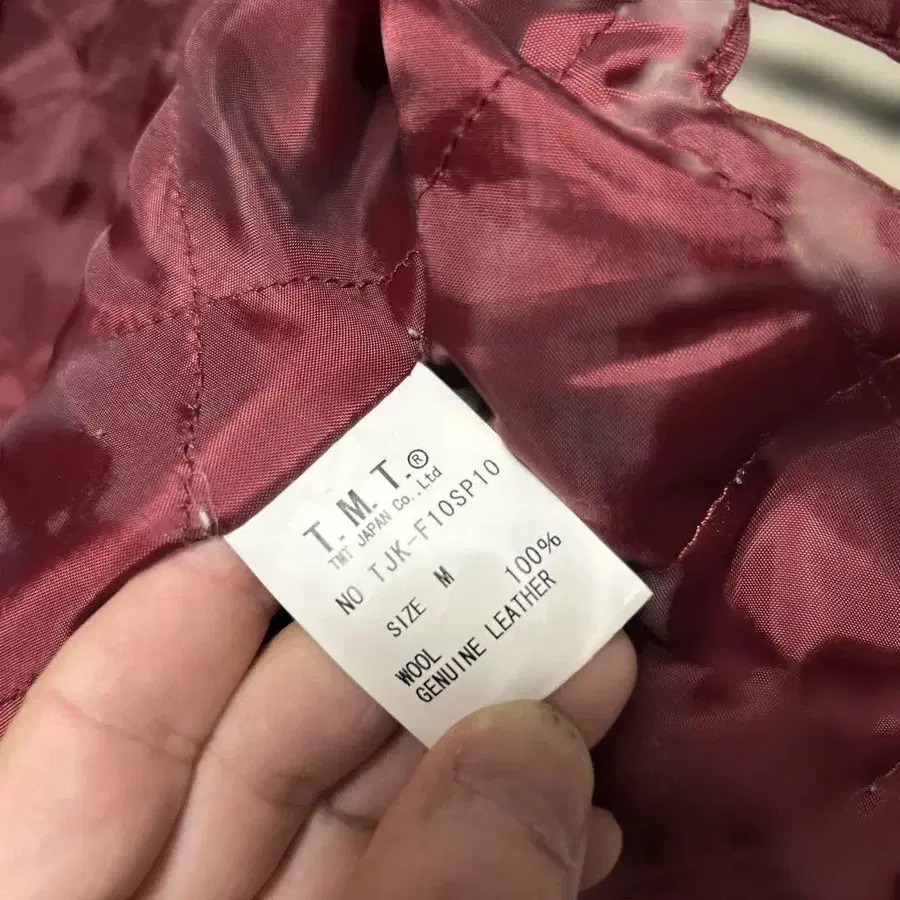 T.M.T.®
TMT JAPAN Co.,Ltd
NO TJK-F10SP10
SIZE M
WOOL 100%
GENUINE LEATHER